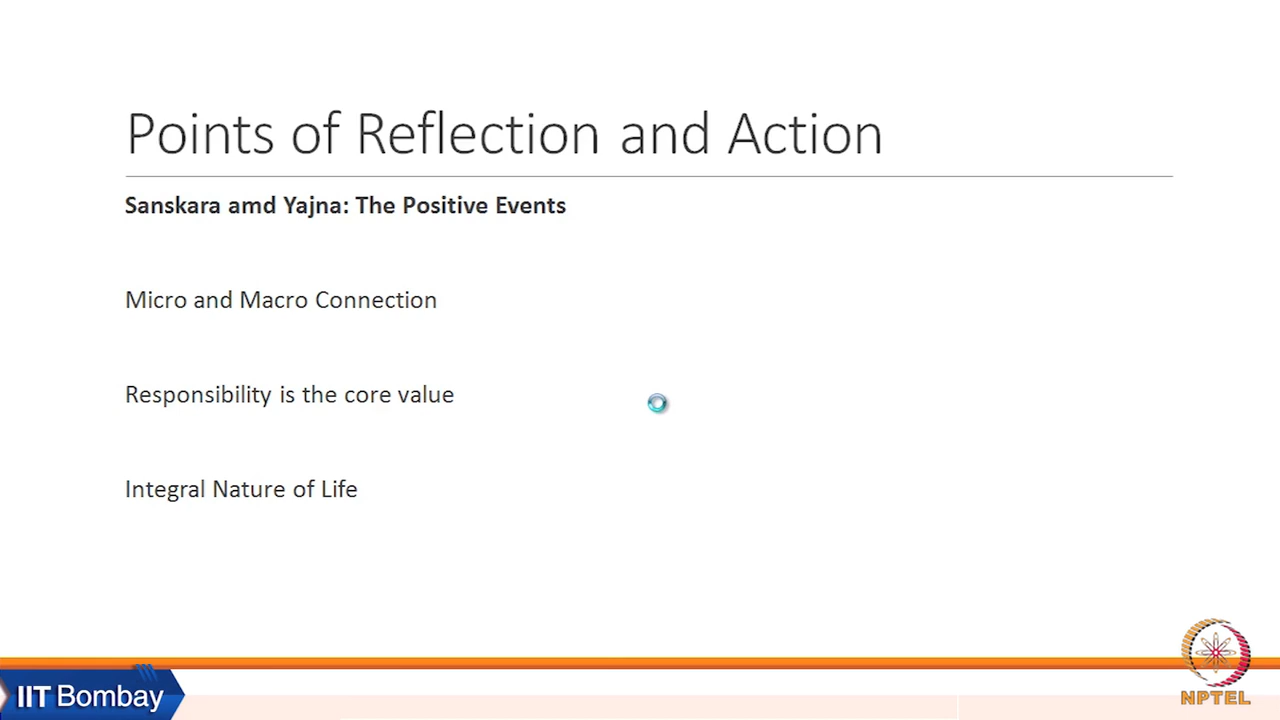 Points of Reflection and Action
Sanskara amd Yajna: The Positive Events
Micro and Macro Connection
Responsibility is the core value
Integral Nature of Life
IIT Bombay
NPTEL